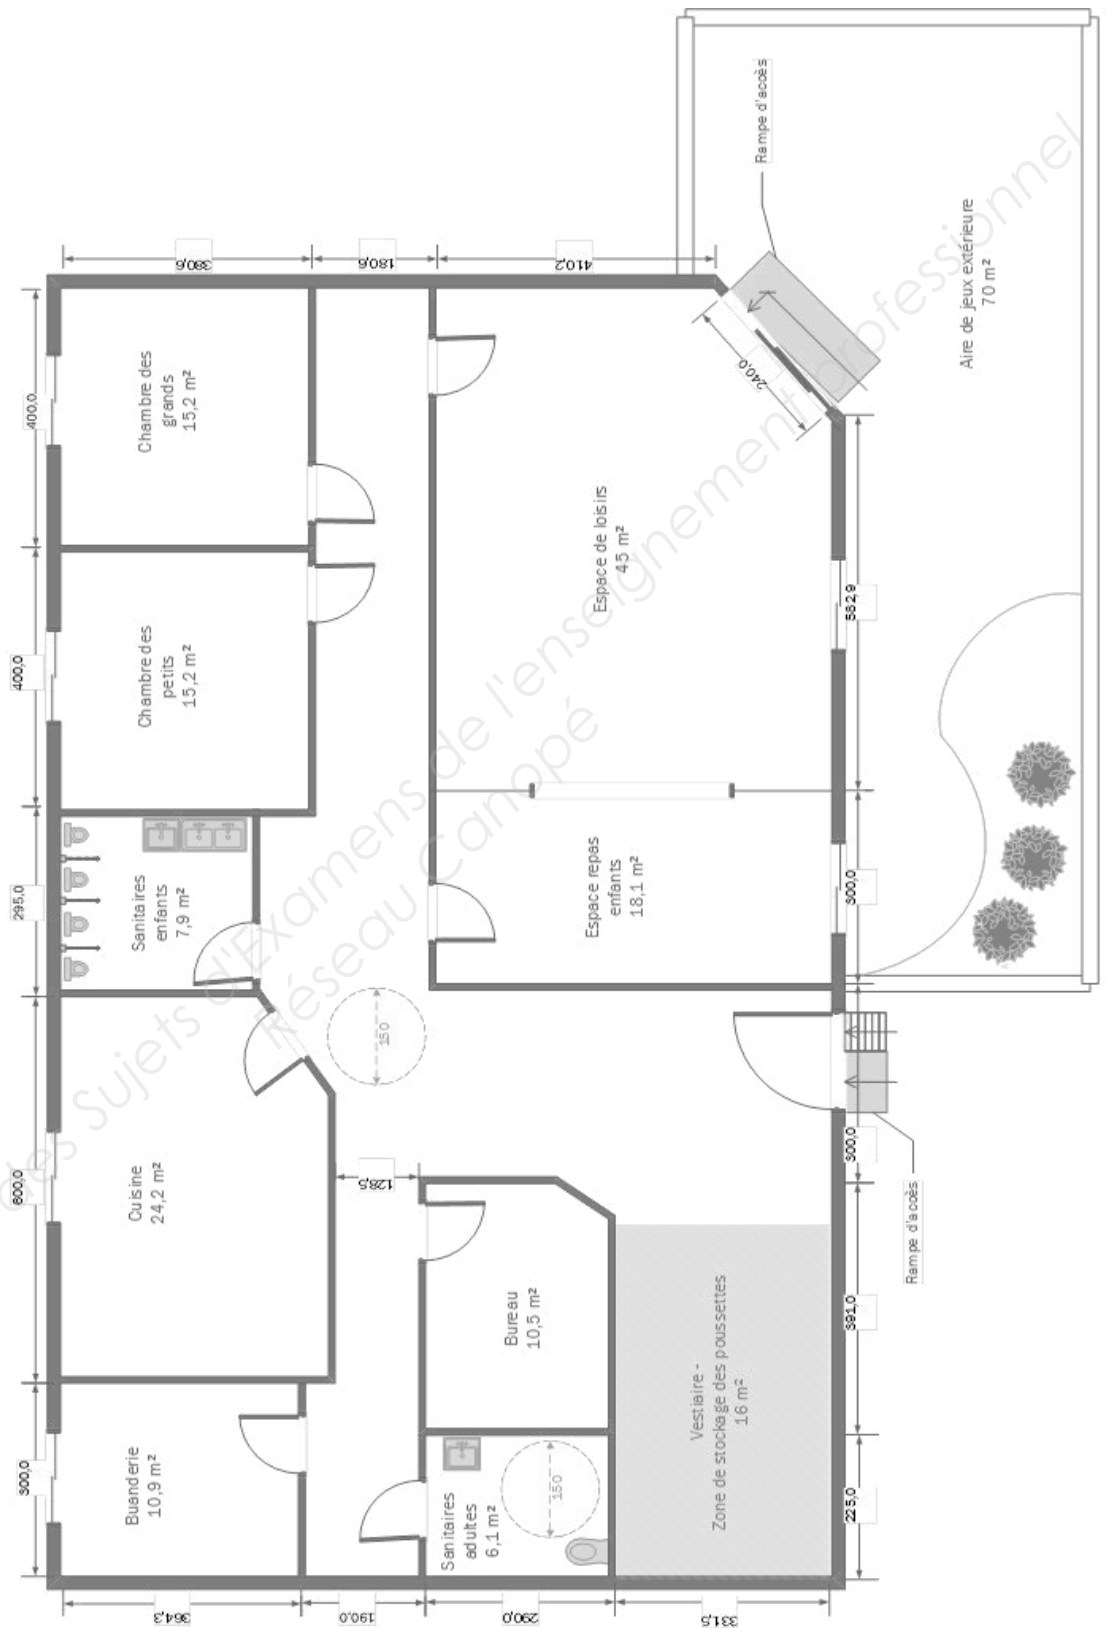 Rampe d'accès
Aire de jeux extérieure
70 m²
380,6
180,6
410,2
400,0
Chambre des
grands
15,2 m²
240,0
Espace de loisirs
45 m²
562,9
400,0
Chambre des
petits
15,2 m²
295,0
Sanitaires
enfants
7,9 m²
Espace repas
enfants
18,1 m²
300,0
150
600,0
Cuisine
24,2 m²
128,5
300,0
Rampe d'accès
Bureau
10,5 m²
391,0
Vestiaire -
Zone de stockage des poussettes
16 m²
300,0
Buanderie
10,9 m²
Sanitaires
adultes
6,1 m²
150
225,0
364,3
190,0
290,0
331,5
des Sujets d'Examens de l'enseignement professionnel
Réseau Canopé